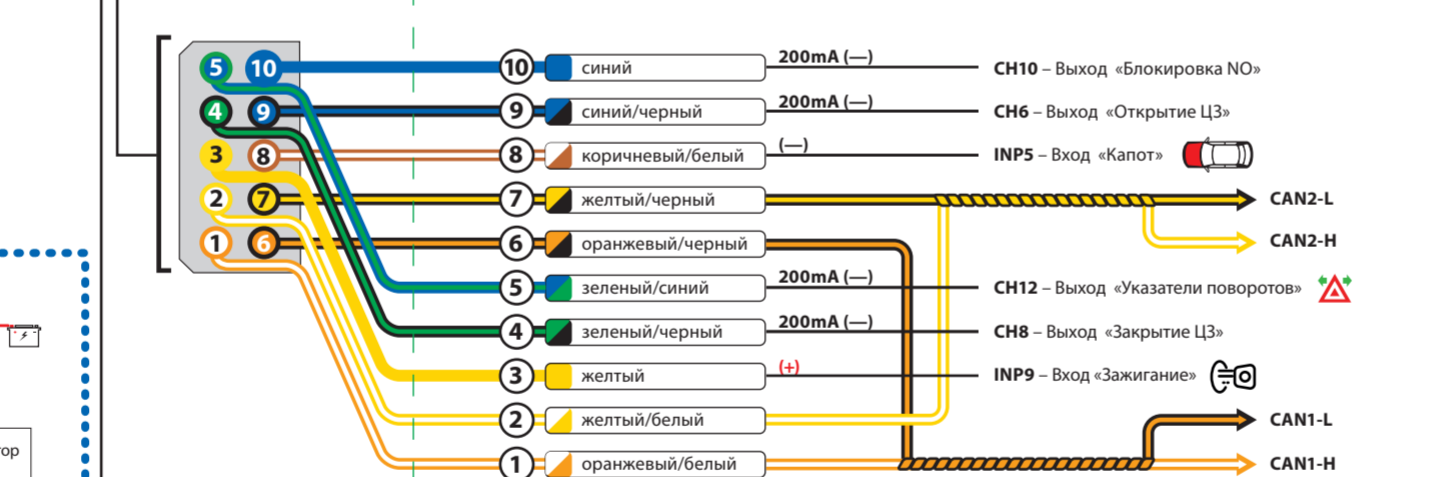 5 10 10 синий 200mA (—) CH10 – Выход «Блокировка NO»
4 9 9 синий/черный 200mA (—) CH6 – Выход «Открытие ЦЗ»
3 8 8 коричневый/белый (—) INP5 – Вход «Капот»
2 7 7 желтый/черный CAN2-L
1 6 6 оранжевый/черный CAN2-H
5 зеленый/синий 200mA (—) CH12 – Выход «Указатели поворотов»
4 зеленый/черный 200mA (—) CH8 – Выход «Закрытие ЦЗ»
3 желтый (+) INP9 – Вход «Зажигание»
2 желтый/белый CAN1-L
тор 1 оранжевый/белый CAN1-H